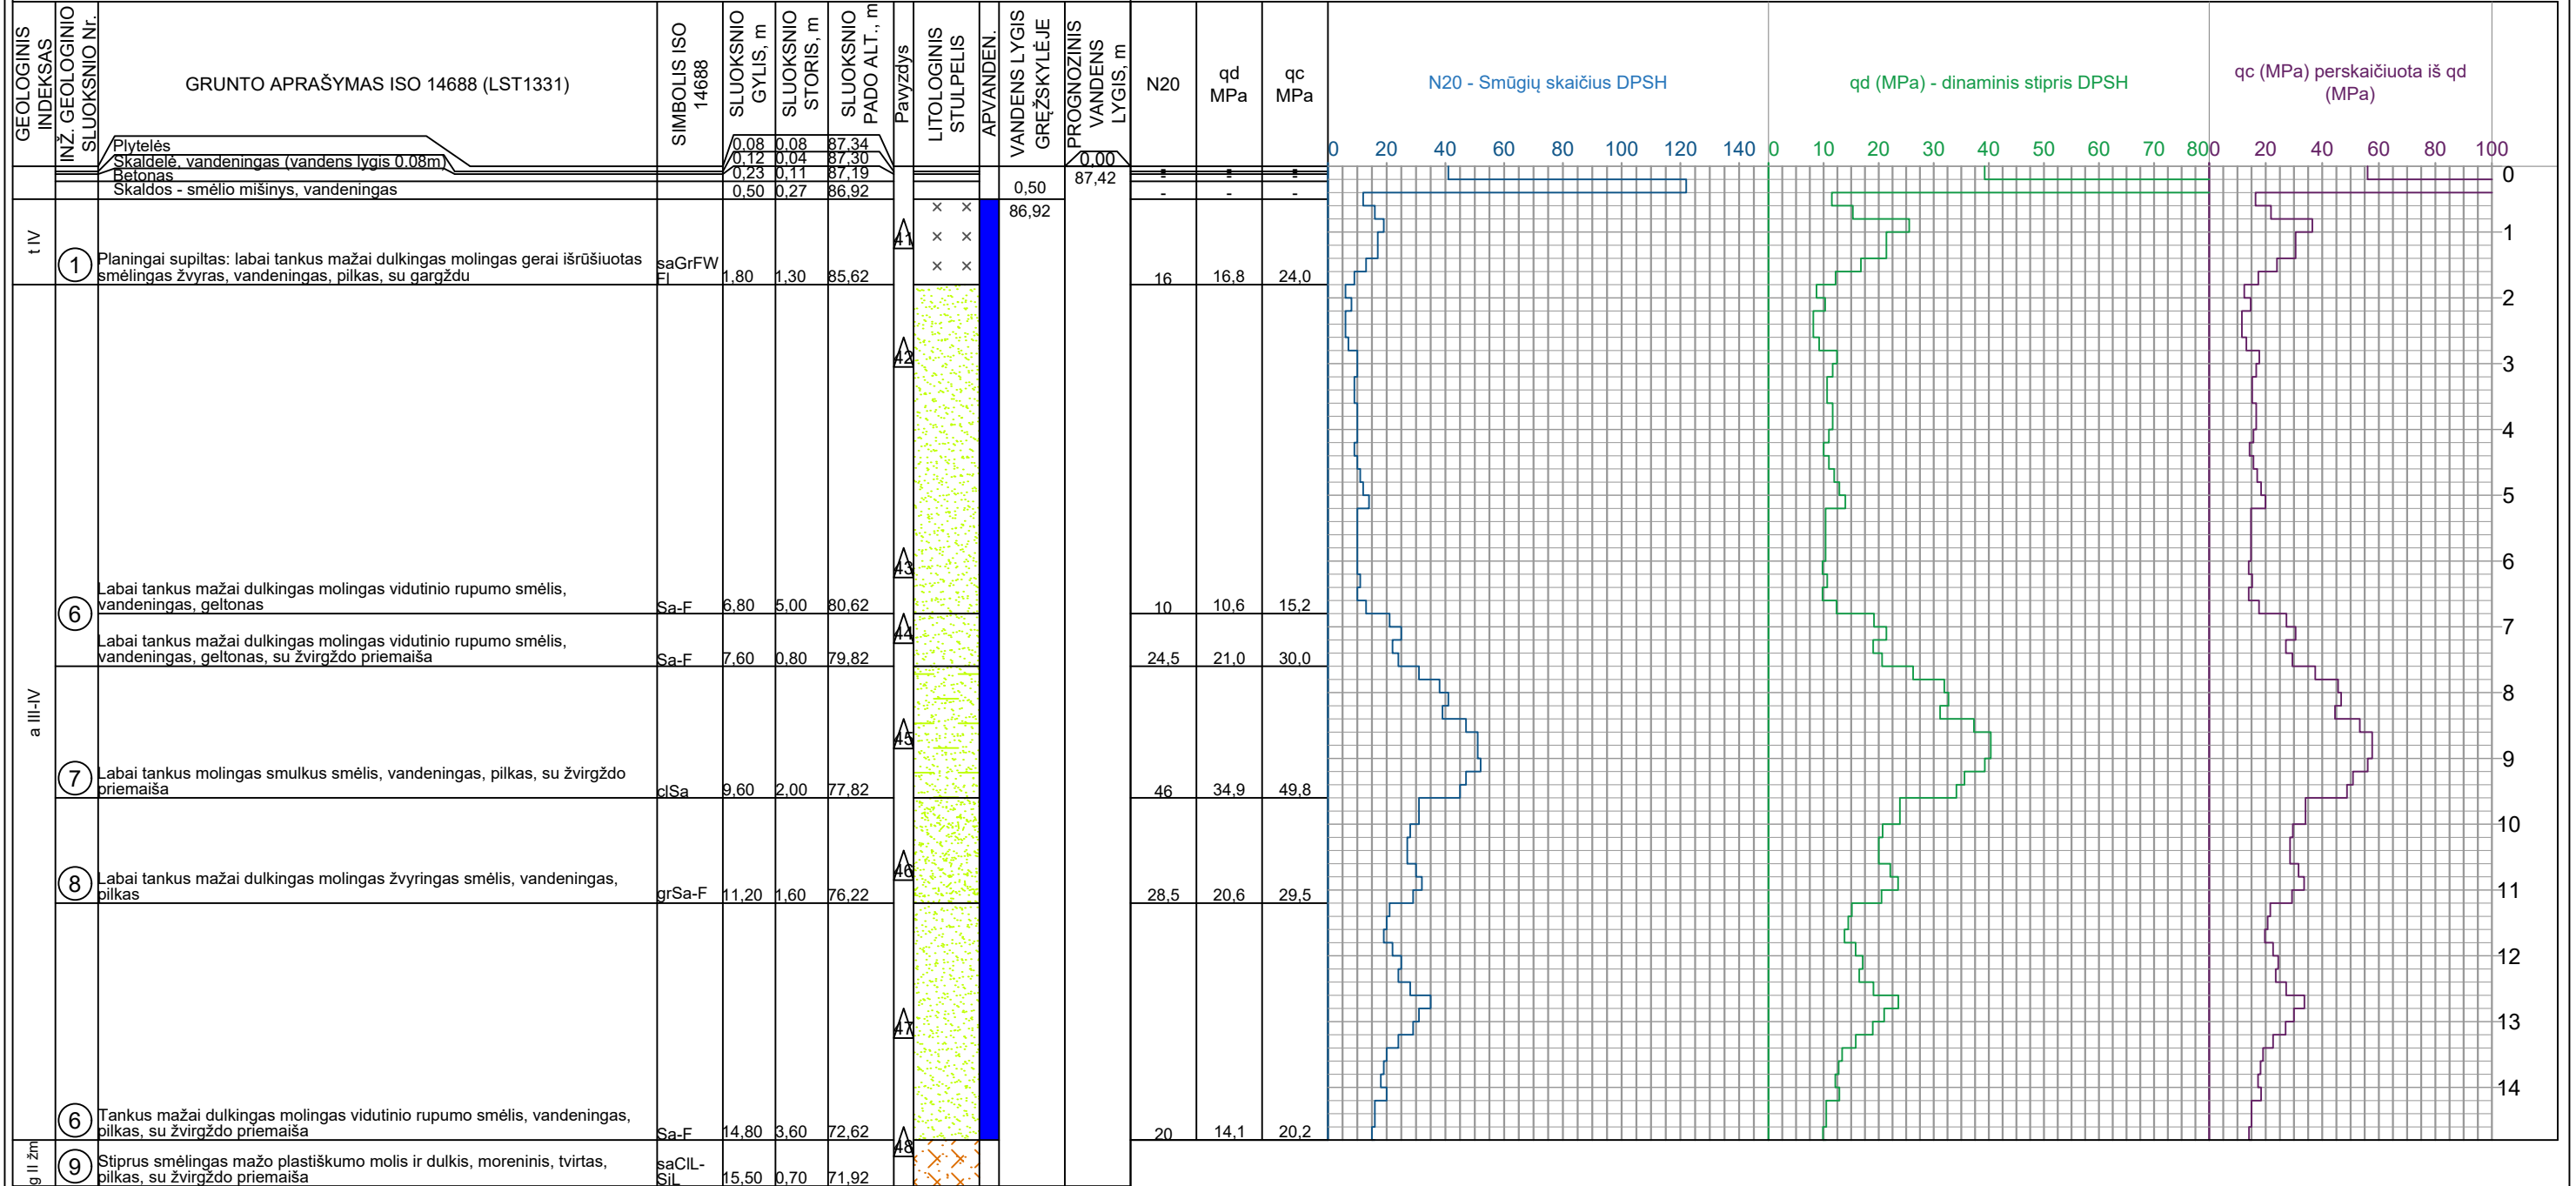 GEOLOGINIS
INDEKSAS
INŽ. GEOLOGINIO
SLUOKSNIO Nr.
GRUNTO APRAŠYMAS ISO 14688 (LST1331)
SIMBOLIS ISO
14688
SLUOKSNIO
GYLIS, m
SLUOKSNIO
STORIS, m
SLUOKSNIO
PADO ALT., m
Pavyzdys
LITOLOGINIS
STULPELIS
APVANDEN.
VANDENS LYGIS
GRĘŽSKYLĖJE
PROGNOZINIS
VANDENS
LYGIS, m
N20
qd
MPa
qc
MPa
N20 - Smūgių skaičius DPSH
qd (MPa) - dinaminis stipris DPSH
qc (MPa) perskaičiuota iš qd
(MPa)
0 20 40 60 80 100 120 140
0 10 20 30 40 50 60 70 80
0 20 40 60 80 100
Plytelės 0,08 0,08 87,34
Skaldelė, vandeningas (vandens lygis 0.08m) 0,12 0,04 87,30
Betonas 0,23 0,11 87,19
Skaldos - smėlio mišinys, vandeningas 0,50 0,27 86,92 - - -
0,50
86,92
0,00
87,42
t IV
1
Planingai supiltas: labai tankus mažai dulkingas molingas gerai išrūšiuotas
smėlingas žvyras, vandeningas, pilkas, su gargždu
saGrFW
Fl
1,80 1,30 85,62 41 16 16,8 24,0
a III-IV
6
Labai tankus mažai dulkingas molingas vidutinio rupumo smėlis,
vandeningas, geltonas
Sa-F 6,80 5,00 80,62 42 43 10 10,6 15,2
Labai tankus mažai dulkingas molingas vidutinio rupumo smėlis,
vandeningas, geltonas, su žvirgždo priemaiša
Sa-F 7,60 0,80 79,82 44 24,5 21,0 30,0
7
Labai tankus molingas smulkus smėlis, vandeningas, pilkas, su žvirgždo
priemaiša
clSa 9,60 2,00 77,82 45 46 34,9 49,8
8
Labai tankus mažai dulkingas molingas žvyringas smėlis, vandeningas,
pilkas
grSa-F 11,20 1,60 76,22 46 28,5 20,6 29,5
6
Tankus mažai dulkingas molingas vidutinio rupumo smėlis, vandeningas,
pilkas, su žvirgždo priemaiša
Sa-F 14,80 3,60 72,62 47 20 14,1 20,2
g II žm
9
Stiprus smėlingas mažo plastiškumo molis ir dulkis, moreninis, tvirtas,
pilkas, su žvirgždo priemaiša
saClL-
SiL
15,50 0,70 71,92 48
0
1
2
3
4
5
6
7
8
9
10
11
12
13
14